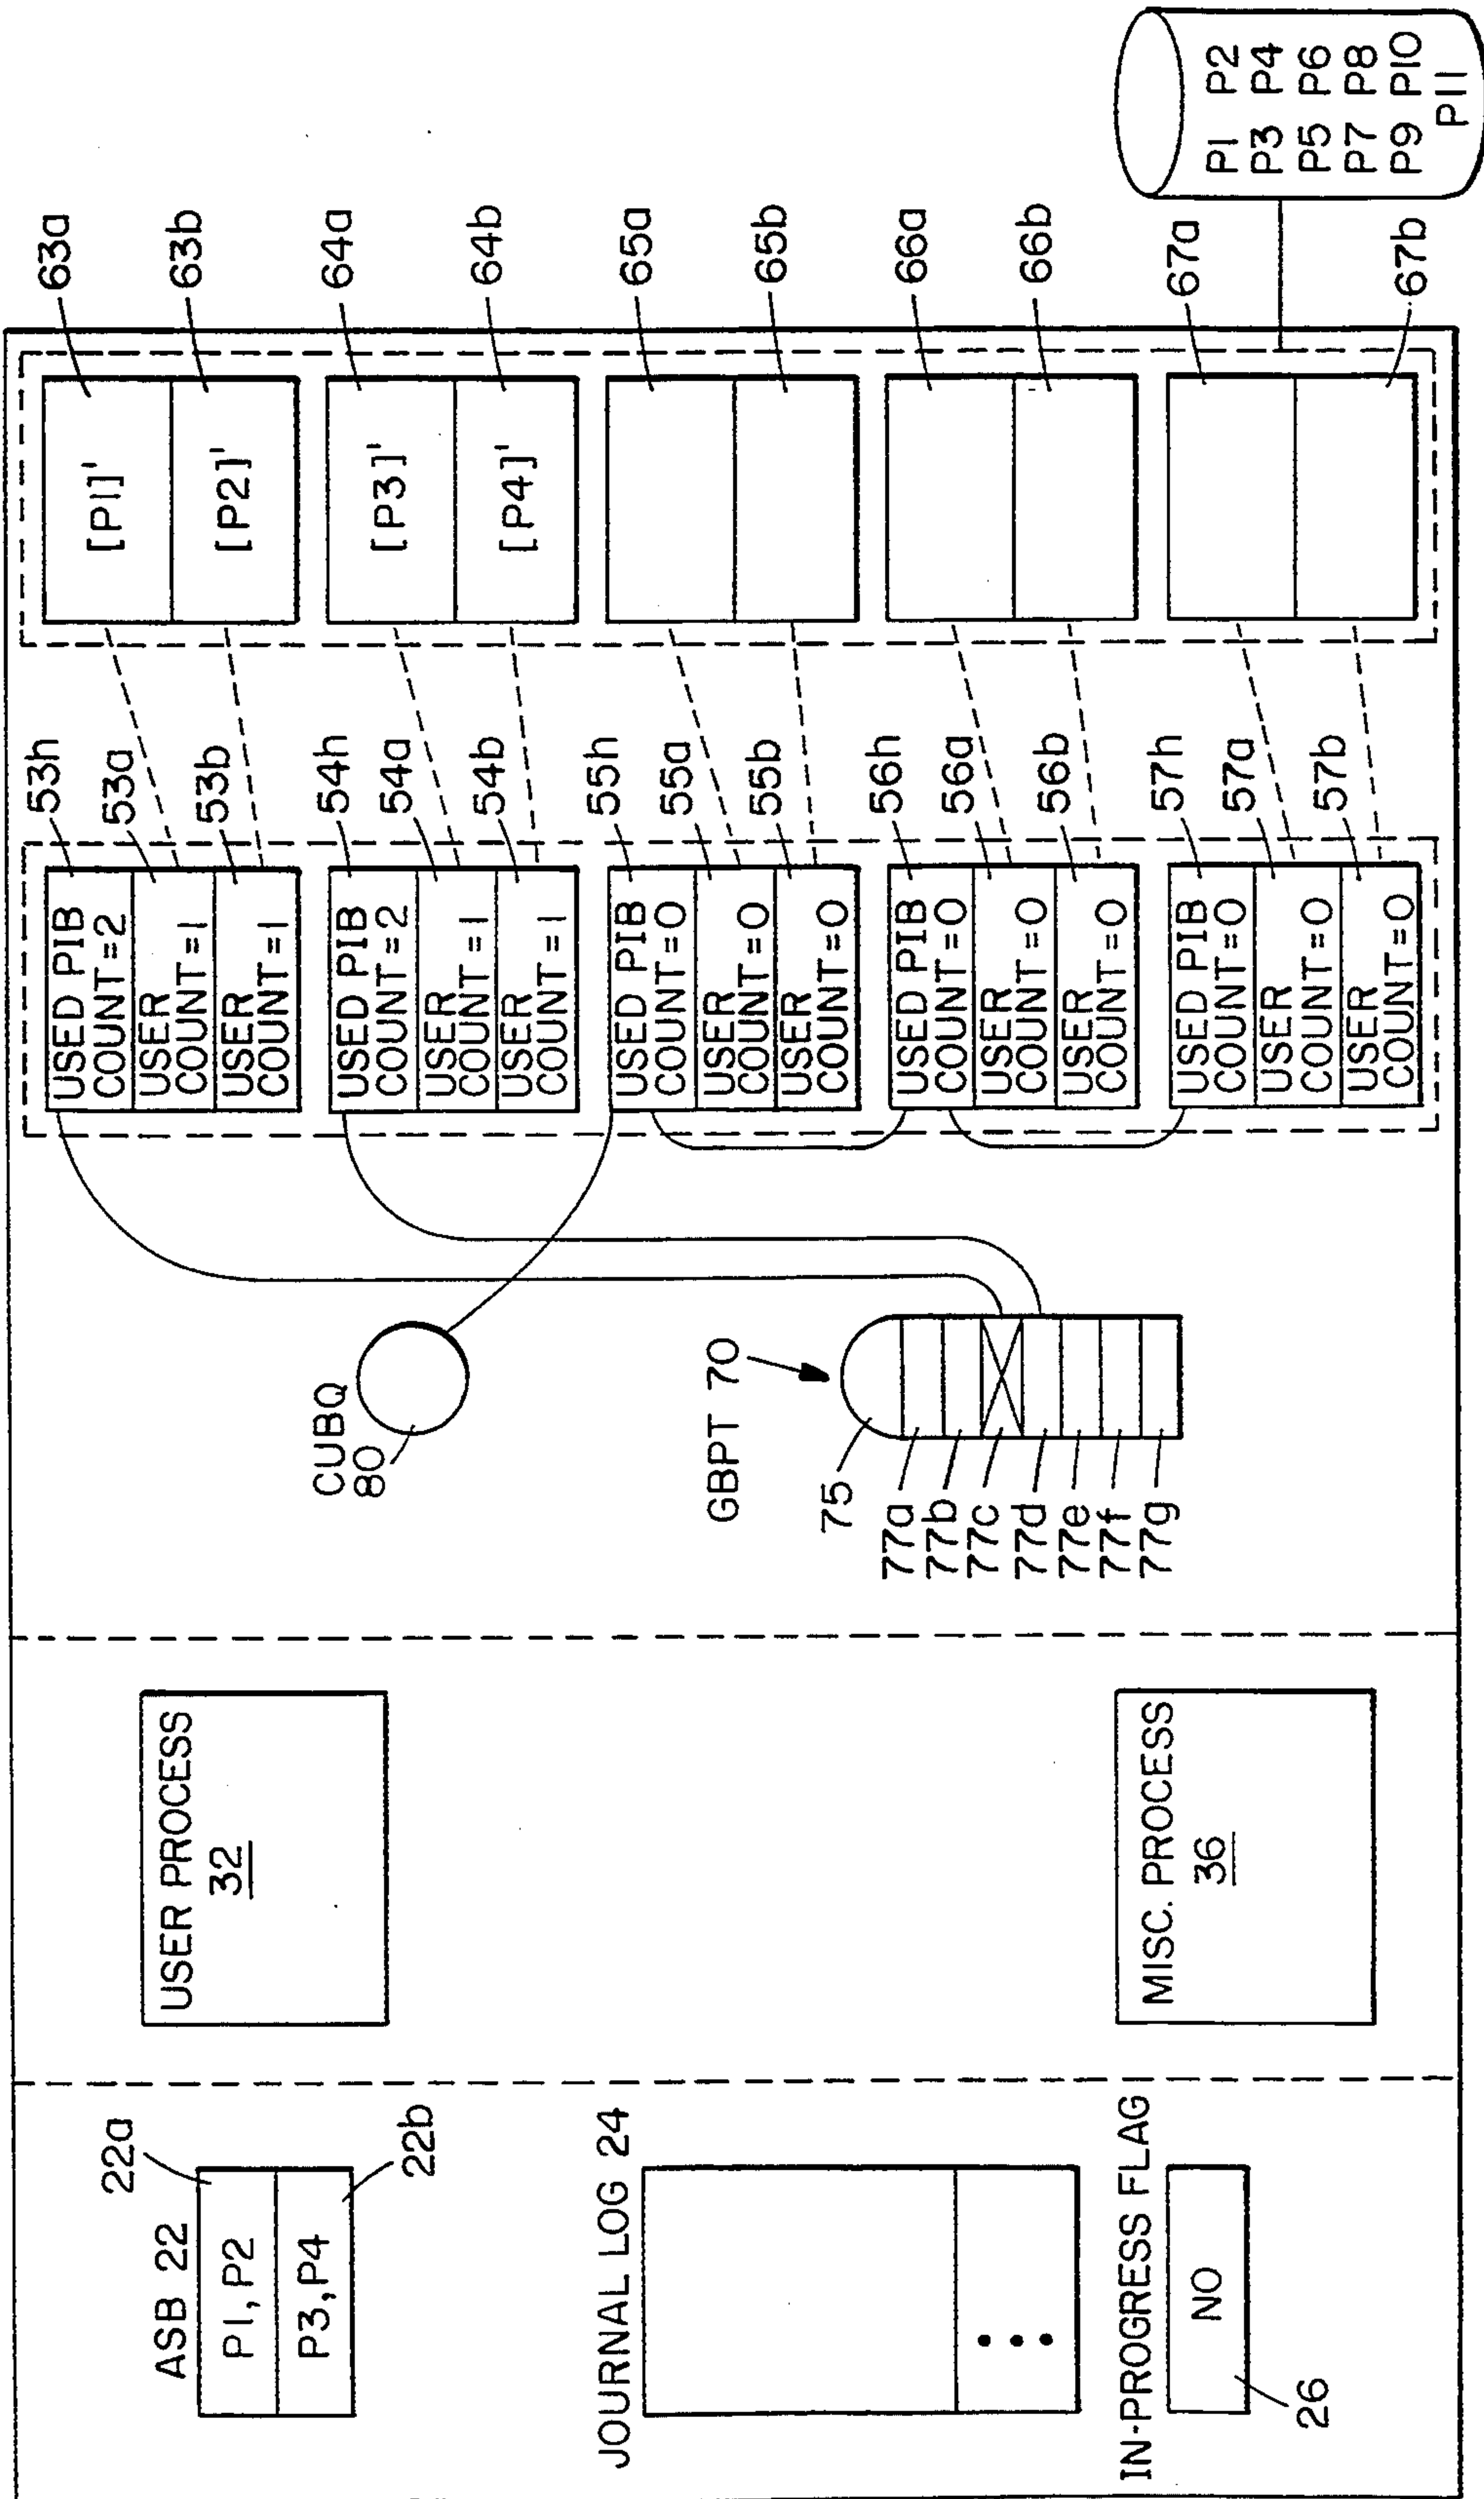 ASB 22
22a
P1,P2
P3,P4
22b
JOURNAL LOG 24
IN-PROGRESS FLAG
NO
26
USER PROCESS
32
MISC. PROCESS
36
CUBQ
80
GBPT 70
75
77a
77b
77c
77d
77e
77f
77g
USED PIB
COUNT=2
USER
COUNT=1
USER
COUNT=1
53h
53a
53b
USED PIB
COUNT=2
USER
COUNT=1
USER
COUNT=1
54h
54a
54b
USED PIB
COUNT=0
USER
COUNT=0
USER
COUNT=0
55h
55a
55b
USED PIB
COUNT=0
USER
COUNT=0
USER
COUNT=0
56h
56a
56b
USED PIB
COUNT=0
USER
COUNT=0
USER
COUNT=0
57h
57a
57b
[P1]'
[P2]'
[P3]'
[P4]'
63a
63b
64a
64b
65a
65b
66a
66b
67a
67b
P1 P2
P3 P4
P5 P6
P7 P8
P9 P10
P11